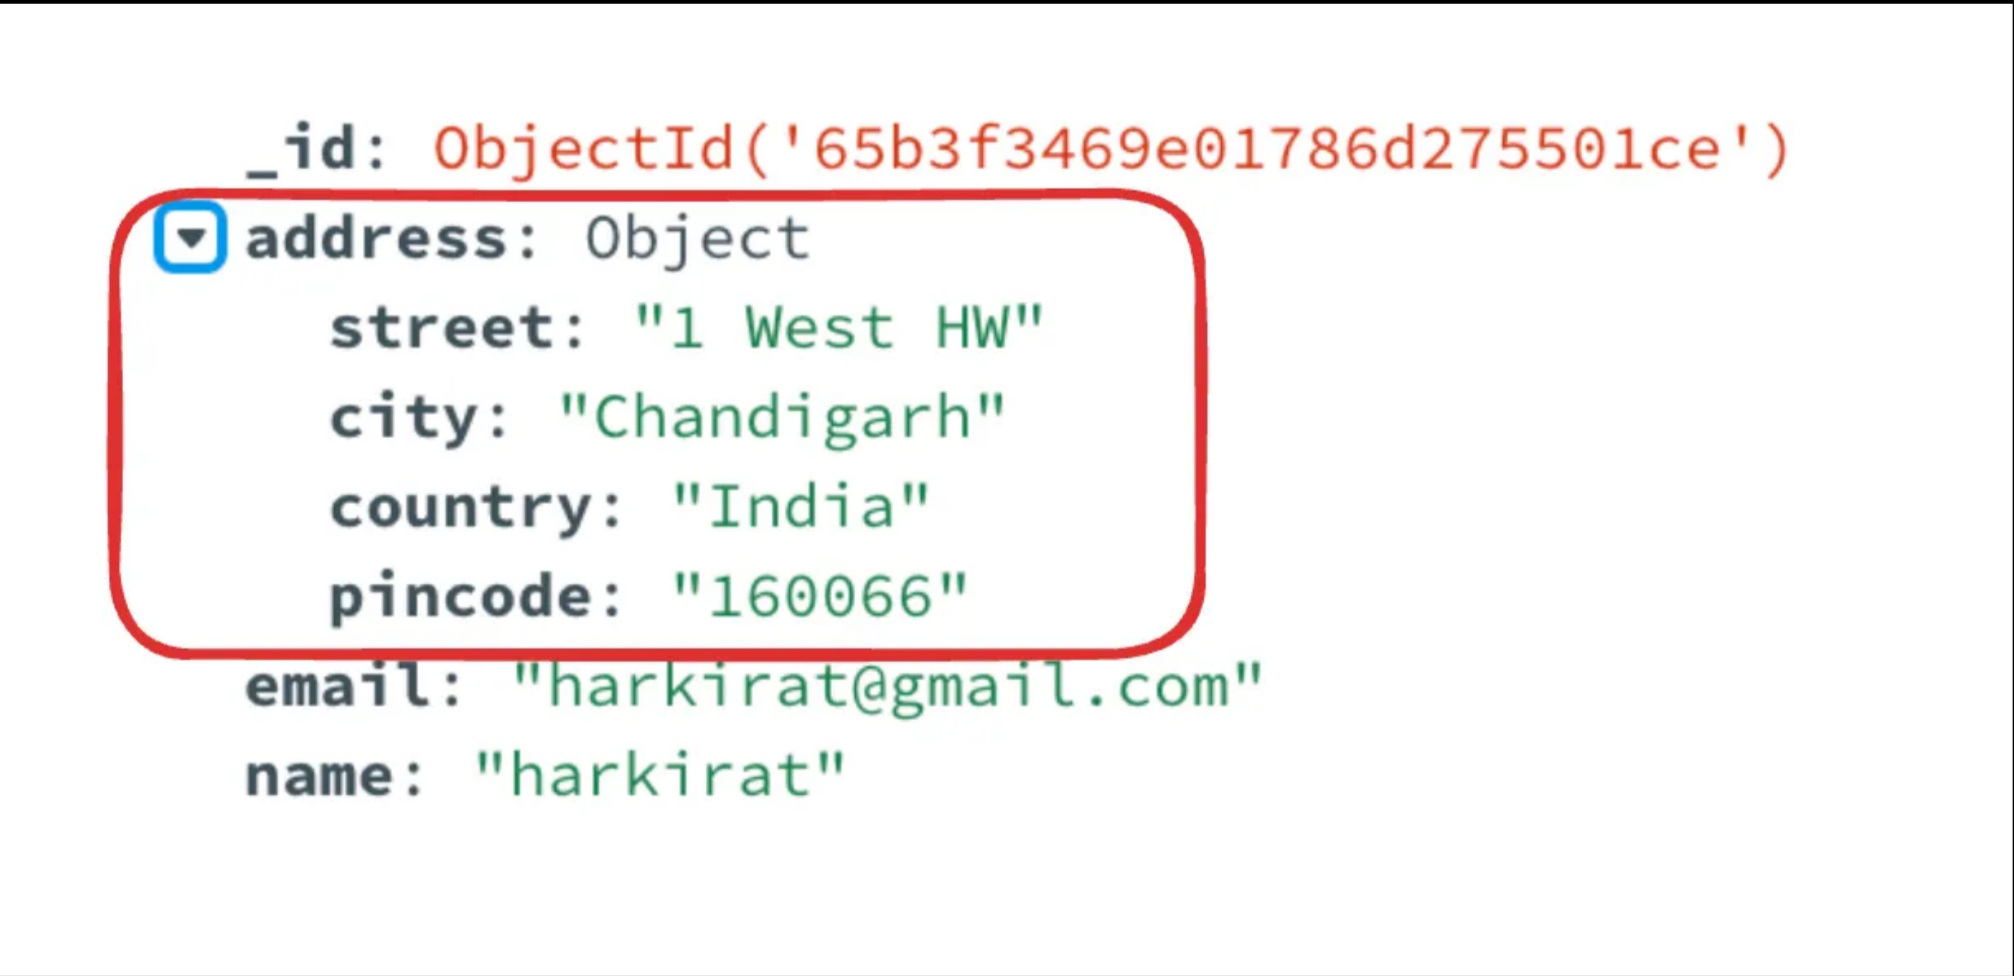 _id: ObjectId('65b3f3469e01786d275501ce')
address: Object
street: "1 West HW"
city: "Chandigarh"
country: "India"
pincode: "160066"
email: "harkirat@gmail.com"
name: "harkirat"